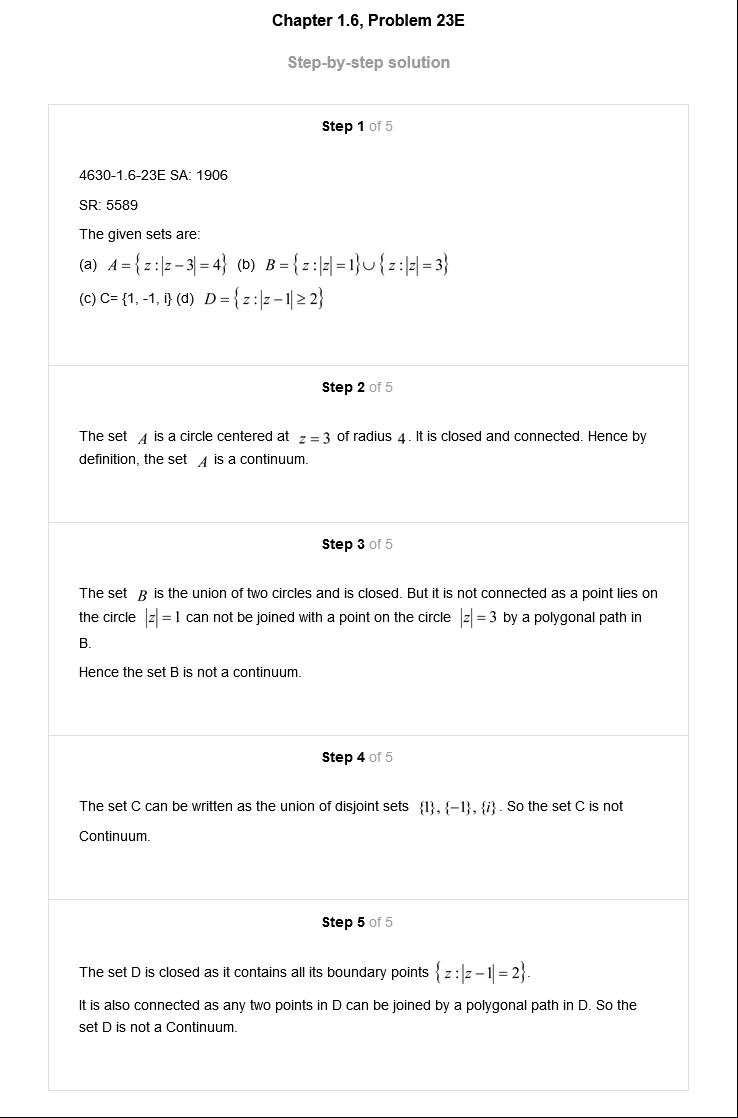 Chapter 1.6, Problem 23E
Step-by-step solution
Step 1 of 5
4630-1.6-23E SA: 1906
SR: 5589
The given sets are:
(a) A = {z : |z − 3| = 4} (b) B = {z : |z| = 1} ∪ {z : |z| = 3}
(c) C= {1, -1, i} (d) D = {z : |z − 1| ≥ 2}
Step 2 of 5
The set A is a circle centered at z = 3 of radius 4. It is closed and connected. Hence by
definition, the set A is a continuum.
Step 3 of 5
The set B is the union of two circles and is closed. But it is not connected as a point lies on
the circle |z| = 1 can not be joined with a point on the circle |z| = 3 by a polygonal path in
B.
Hence the set B is not a continuum.
Step 4 of 5
The set C can be written as the union of disjoint sets {1}, {−1}, {i}. So the set C is not
Continuum.
Step 5 of 5
The set D is closed as it contains all its boundary points {z : |z − 1| = 2}.
It is also connected as any two points in D can be joined by a polygonal path in D. So the
set D is not a Continuum.